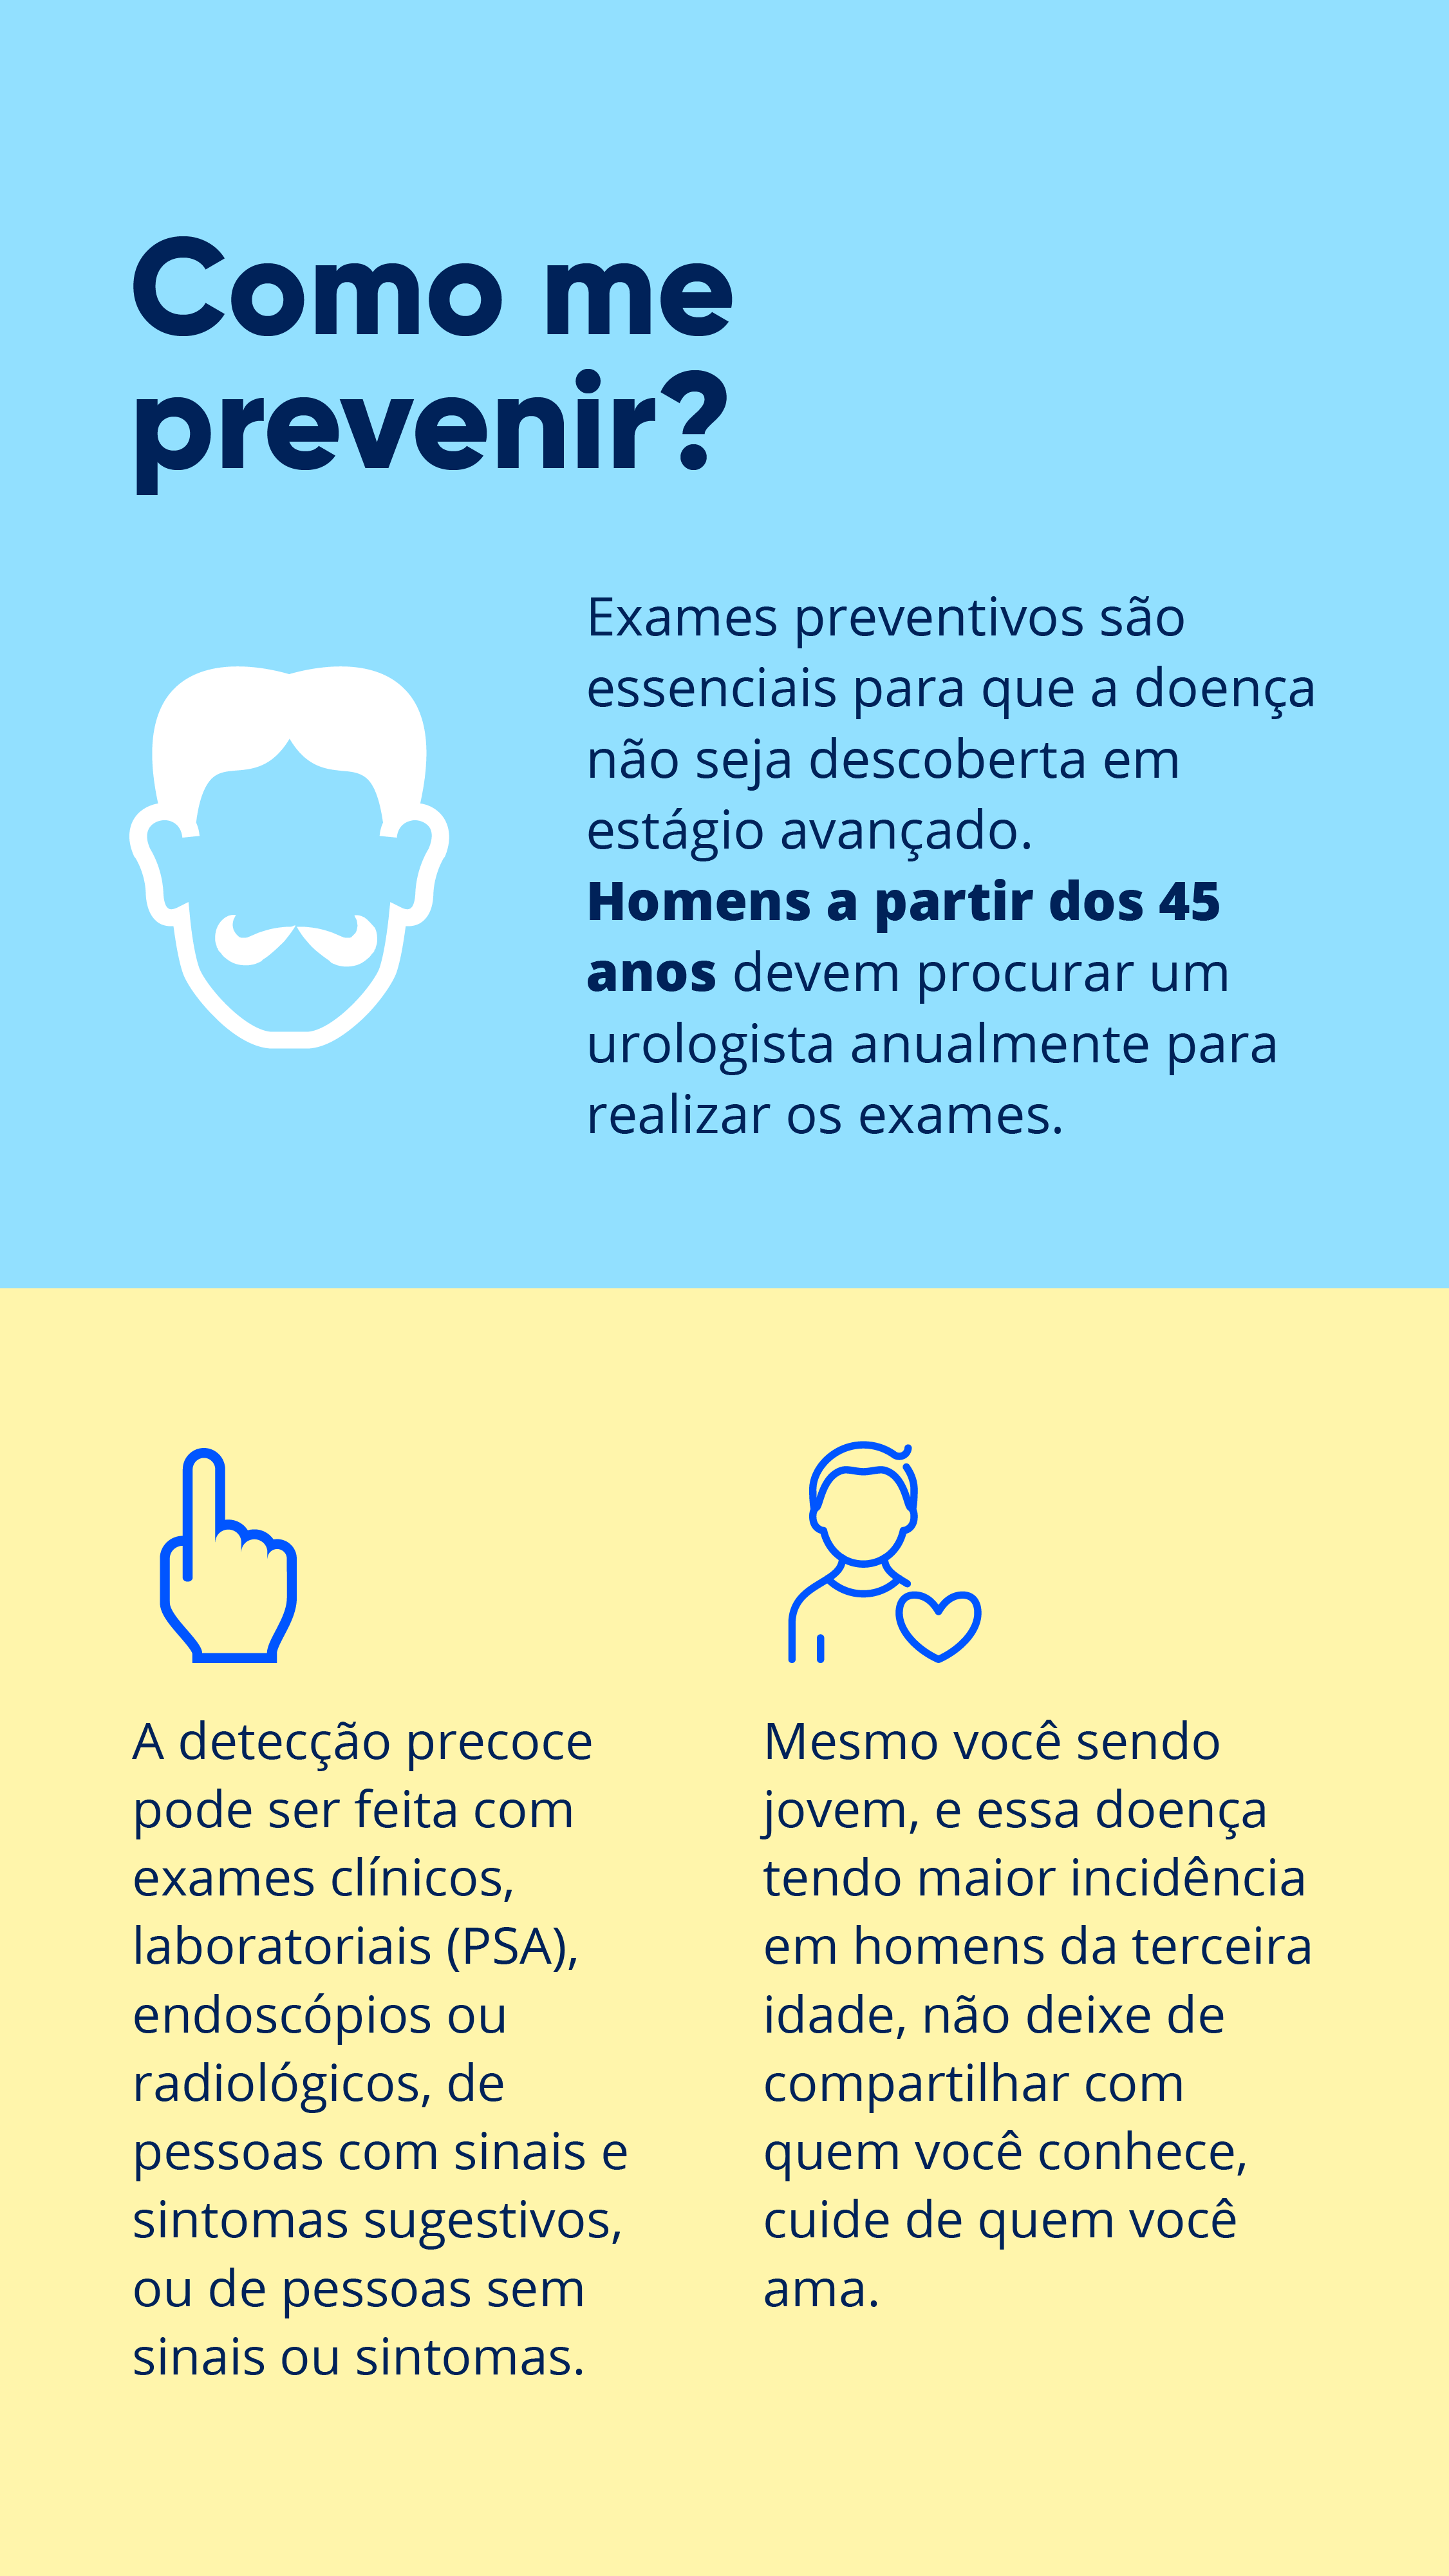 Como me
prevenir?
Exames preventivos são
essenciais para que a doença
não seja descoberta em
estágio avançado.
Homens a partir dos 45
anos devem procurar um
urologista anualmente para
realizar os exames.
A detecção precoce
pode ser feita com
exames clínicos,
laboratoriais (PSA),
endoscópios ou
radiológicos, de
pessoas com sinais e
sintomas sugestivos,
ou de pessoas sem
sinais ou sintomas.
Mesmo você sendo
jovem, e essa doença
tendo maior incidência
em homens da terceira
idade, não deixe de
compartilhar com
quem você conhece,
cuide de quem você
ama.